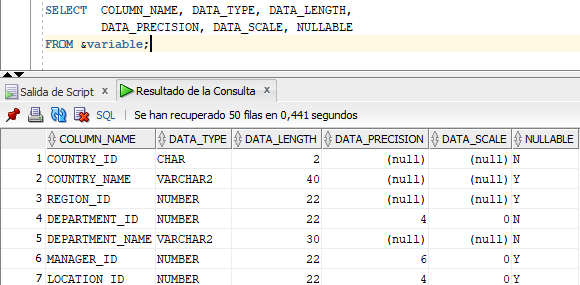 SELECT COLUMN_NAME, DATA_TYPE, DATA_LENGTH,
DATA_PRECISION, DATA_SCALE, NULLABLE
FROM &variable;
Salida de Script x Resultado de la Consulta x
SQL | Se han recuperado 50 filas en 0,441 segundos
COLUMN_NAME DATA_TYPE DATA_LENGTH DATA_PRECISION DATA_SCALE NULLABLE
1 COUNTRY_ID CHAR 2 (null) (null) N
2 COUNTRY_NAME VARCHAR2 40 (null) (null) Y
3 REGION_ID NUMBER 22 (null) (null) Y
4 DEPARTMENT_ID NUMBER 22 4 0 N
5 DEPARTMENT_NAME VARCHAR2 30 (null) (null) N
6 MANAGER_ID NUMBER 22 6 0 Y
7 LOCATION_ID NUMBER 22 4 0 Y